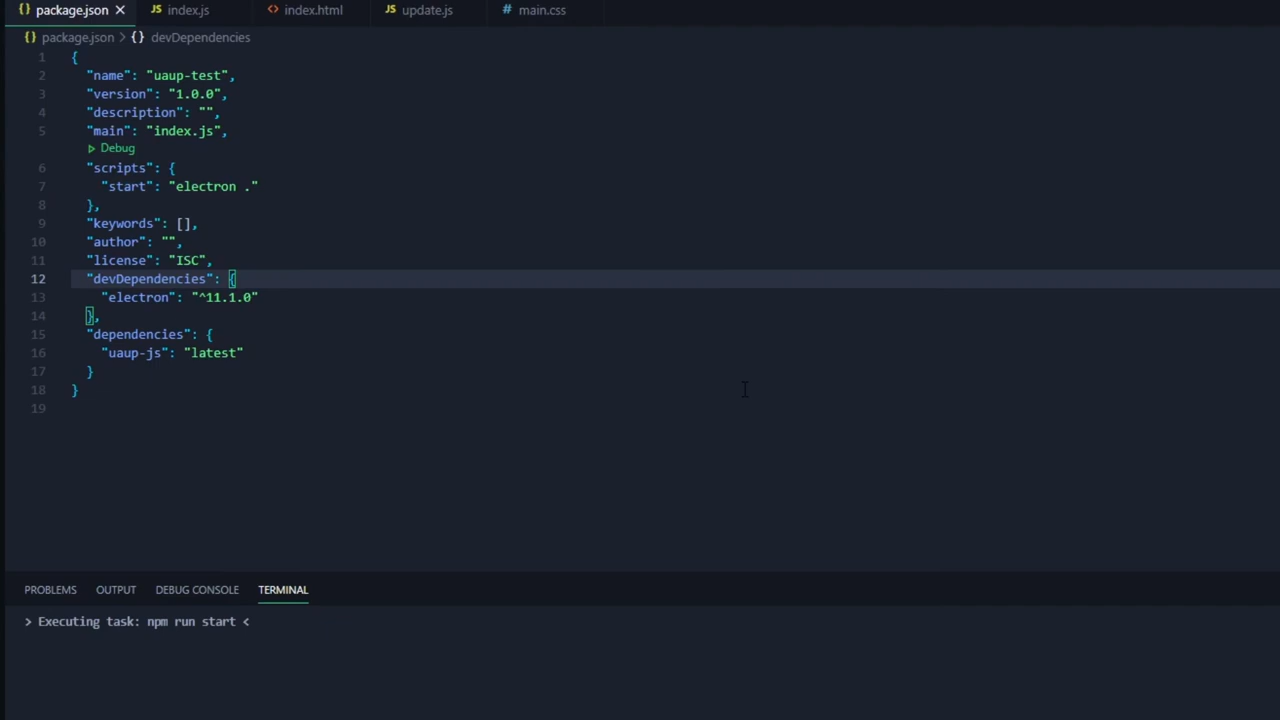 {} package.json ×
JS index.js
<> index.html
JS update.js
# main.css
{} package.json > {} devDependencies
1 {
2 "name": "uaup-test",
3 "version": "1.0.0",
4 "description": "",
5 "main": "index.js",
Debug
6 "scripts": {
7 "start": "electron ."
8 },
9 "keywords": [],
10 "author": "",
11 "license": "ISC",
12 "devDependencies": {
13 "electron": "^11.1.0"
14 },
15 "dependencies": {
16 "uaup-js": "latest"
17 }
18 }
19
PROBLEMS OUTPUT DEBUG CONSOLE TERMINAL
> Executing task: npm run start <